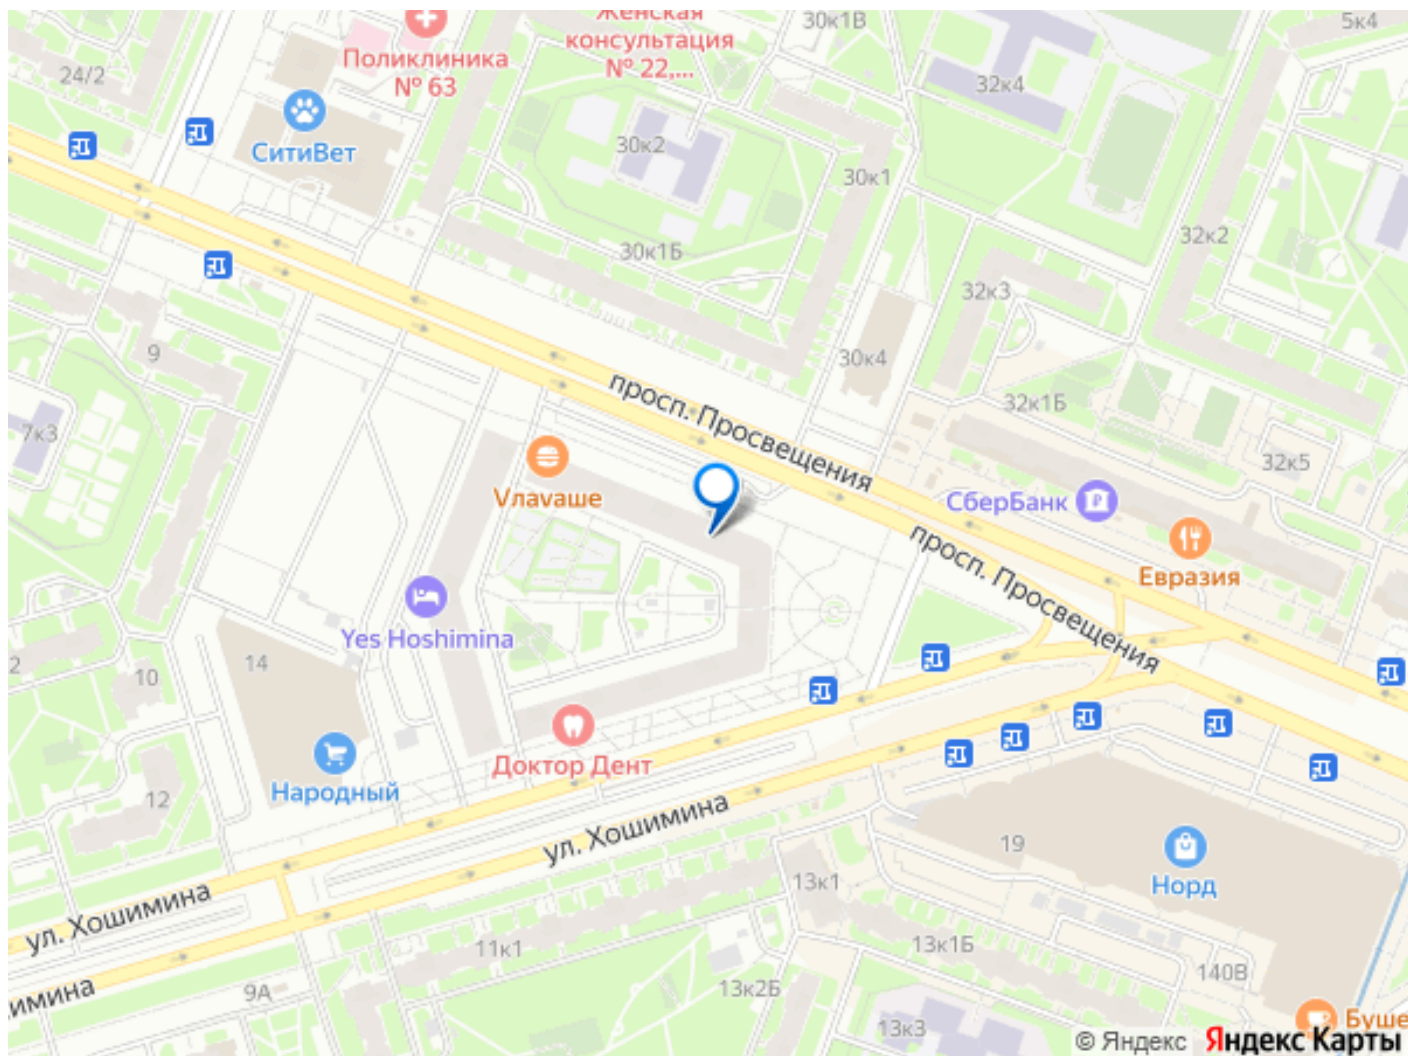 Женская
консультация
№ 22,...
30к1В
5к4
Поликлиника
№ 63
24/2
32к4
СитиВет
30к2
30к1
30к1Б
32к2
32к3
9
30к4
просп. Просвещения
32к1Б
7к3
32к5
Vлаvаше
СберБанк
просп. Просвещения
Евразия
Yes Hoshimina
14
2
10
Доктор Дент
Народный
12
ул. Хошимина
19
Норд
13к1
ул. Хошимина
11к1
13к1Б
140В
имина
9А
13к2Б
13к3
Буше
© Яндекс Яндекс Карты